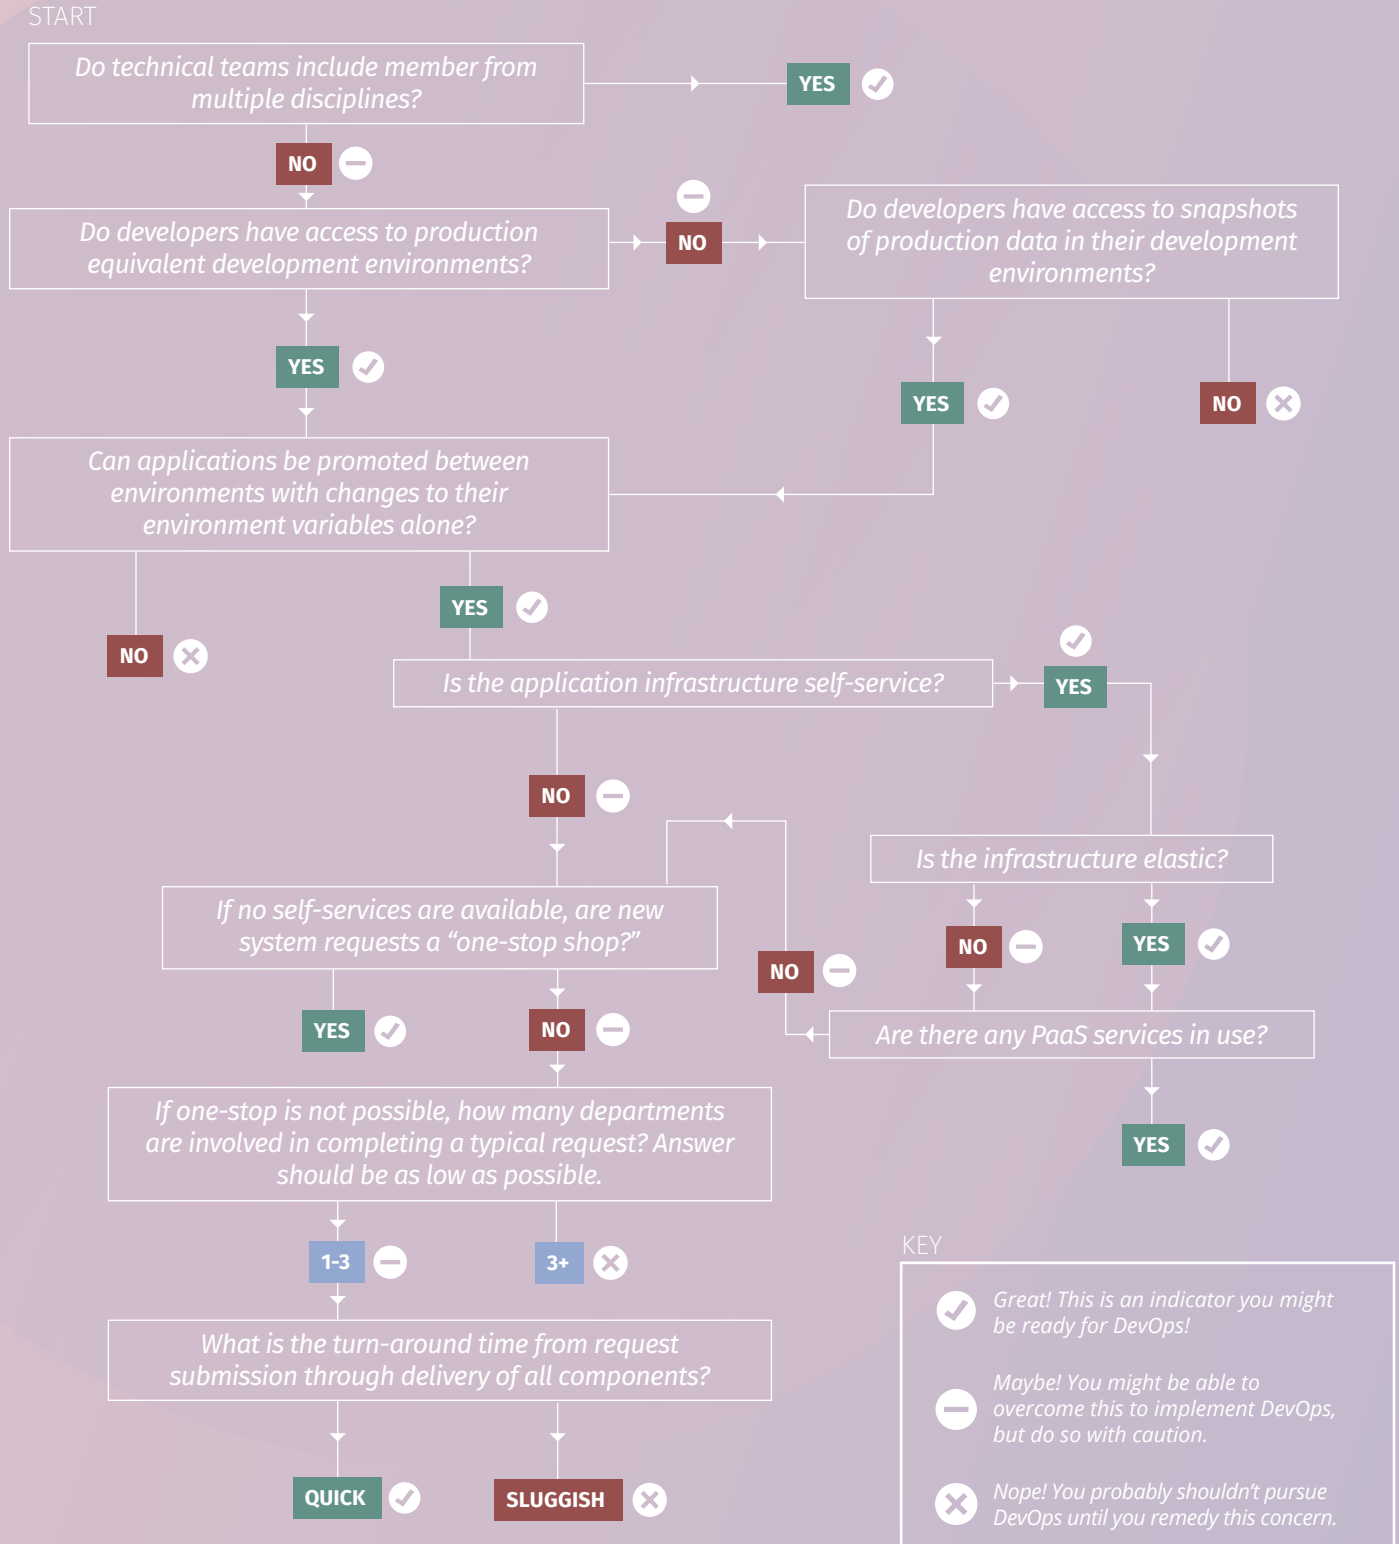 START
Do technical teams include member from
multiple disciplines?
YES
NO
Do developers have access to production
equivalent development environments?
NO
Do developers have access to snapshots
of production data in their development
environments?
YES
YES
NO
Can applications be promoted between
environments with changes to their
environment variables alone?
YES
NO
Is the application infrastructure self-service?
YES
NO
Is the infrastructure elastic?
If no self-services are available, are new
system requests a “one-stop shop?”
NO
YES
NO
YES
NO
Are there any PaaS services in use?
YES
If one-stop is not possible, how many departments
are involved in completing a typical request? Answer
should be as low as possible.
1-3
3+
What is the turn-around time from request
submission through delivery of all components?
QUICK
SLUGGISH
KEY
Great! This is an indicator you might
be ready for DevOps!
Maybe! You might be able to
overcome this to implement DevOps,
but do so with caution.
Nope! You probably shouldn’t pursue
DevOps until you remedy this concern.